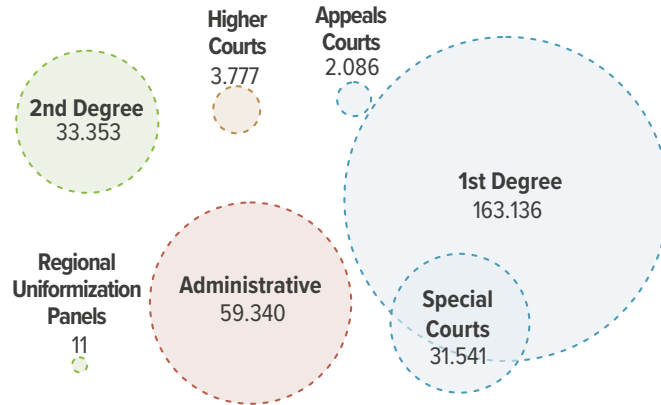 Higher
Courts
3.777
Appeals
Courts
2.086
2nd Degree
33.353
1st Degree
163.136
Regional
Uniformization
Panels
11
Administrative
59.340
Special
Courts
31.541